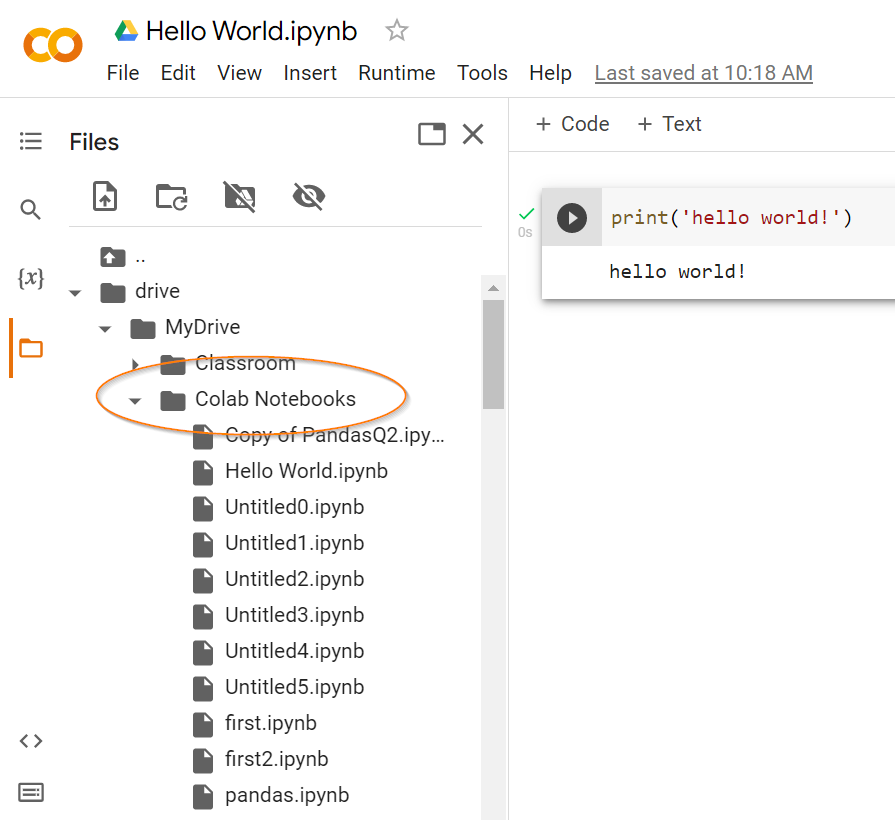 Hello World.ipynb
File Edit View Insert Runtime Tools Help Last saved at 10:18 AM
Files
+ Code + Text
{x}
print('hello world!')
0s
hello world!
..
drive
MyDrive
Classroom
Colab Notebooks
Copy of PandasQ2.ipy...
Hello World.ipynb
Untitled0.ipynb
Untitled1.ipynb
Untitled2.ipynb
Untitled3.ipynb
Untitled4.ipynb
Untitled5.ipynb
first.ipynb
first2.ipynb
pandas.ipynb